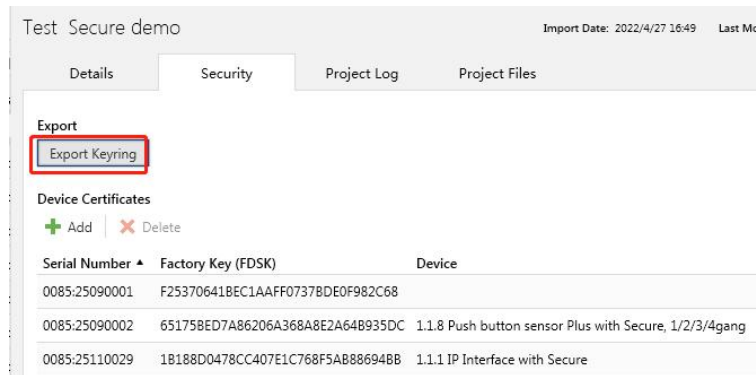 Test Secure demo Import Date: 2022/4/27 16:49 Last Mo
Details Security Project Log Project Files
Export
Export Keyring
Device Certificates
Add Delete
Serial Number Factory Key (FDSK) Device
0085:25090001 F25370641BEC1AAFF0737BDE0F982C68
0085:25090002 65175BED7A86206A368A8E2A64B935DC 1.1.8 Push button sensor Plus with Secure, 1/2/3/4gang
0085:25110029 1B188D0478CC407E1C768F5AB88694BB 1.1.1 IP Interface with Secure